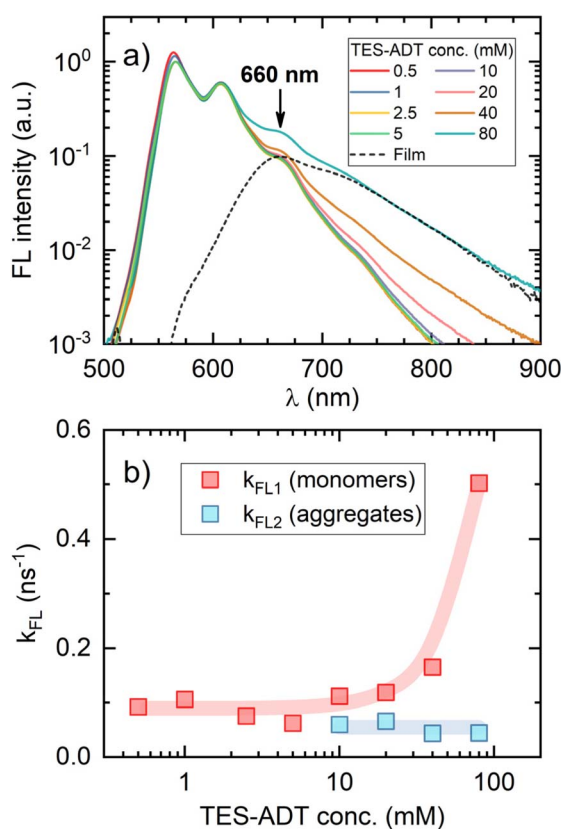 a)
660 nm
TES-ADT conc. (mM)
0.5 10
1 20
2.5 40
5 80
Film
FL intensity (a.u.)
10⁰
10⁻¹
10⁻²
10⁻³
500 600 700 800 900
λ (nm)
b)
k_FL1 (monomers)
k_FL2 (aggregates)
k_FL (ns⁻¹)
0.6
0.4
0.2
0.0
1 10 100
TES-ADT conc. (mM)